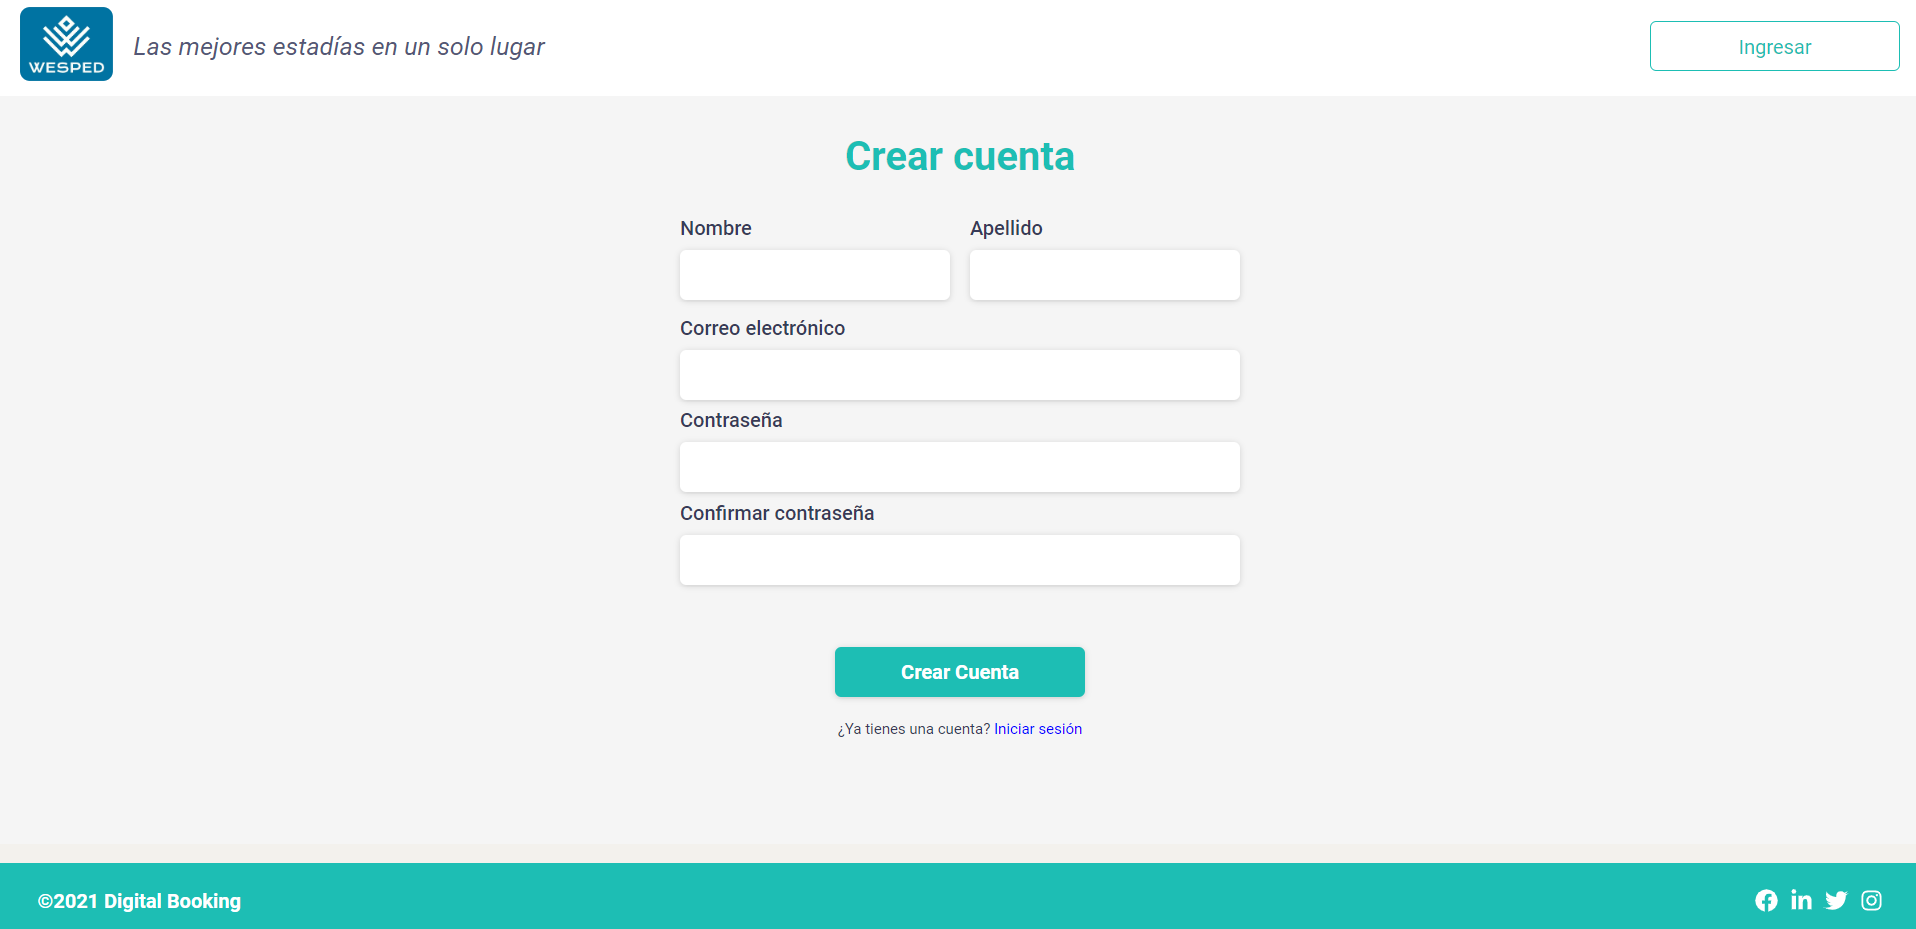 WESPED
Las mejores estadías en un solo lugar
Ingresar
Crear cuenta
Nombre
Apellido
Correo electrónico
Contraseña
Confirmar contraseña
Crear Cuenta
¿Ya tienes una cuenta? Iniciar sesión
©2021 Digital Booking